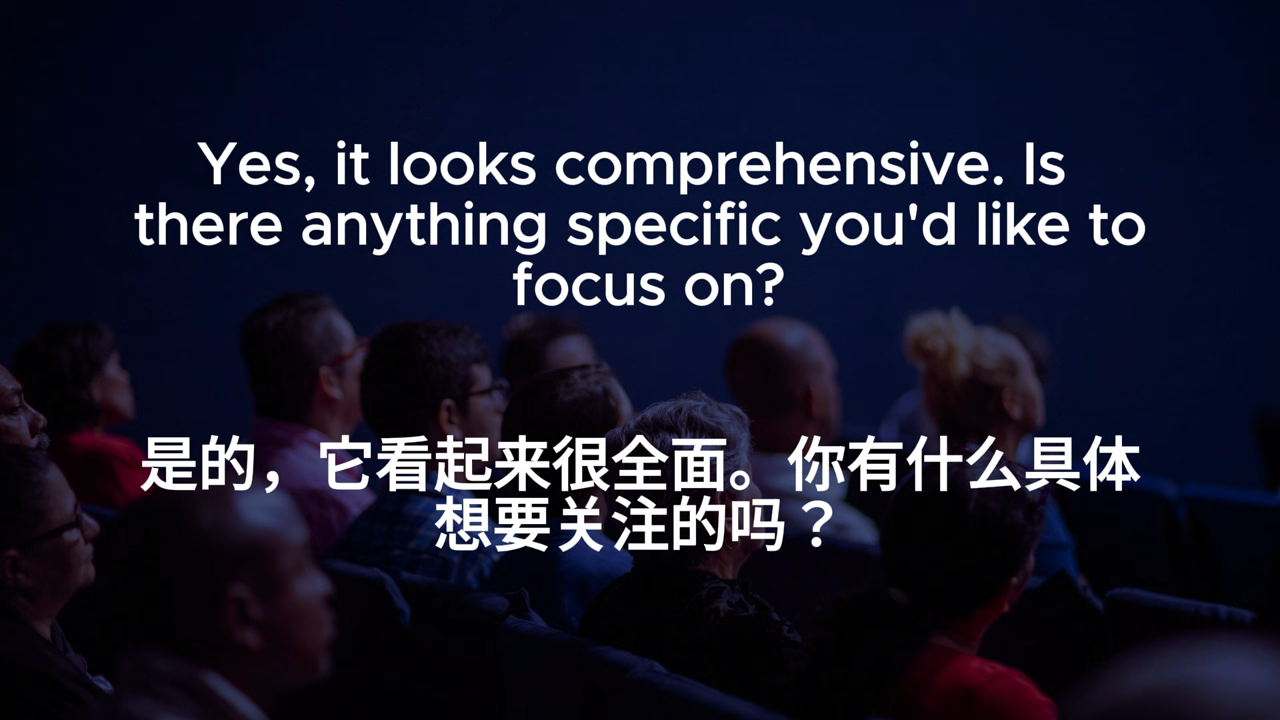 Yes, it looks comprehensive. Is
there anything specific you'd like to
focus on?
是的，它看起来很全面。你有什么具体
想要关注的吗？